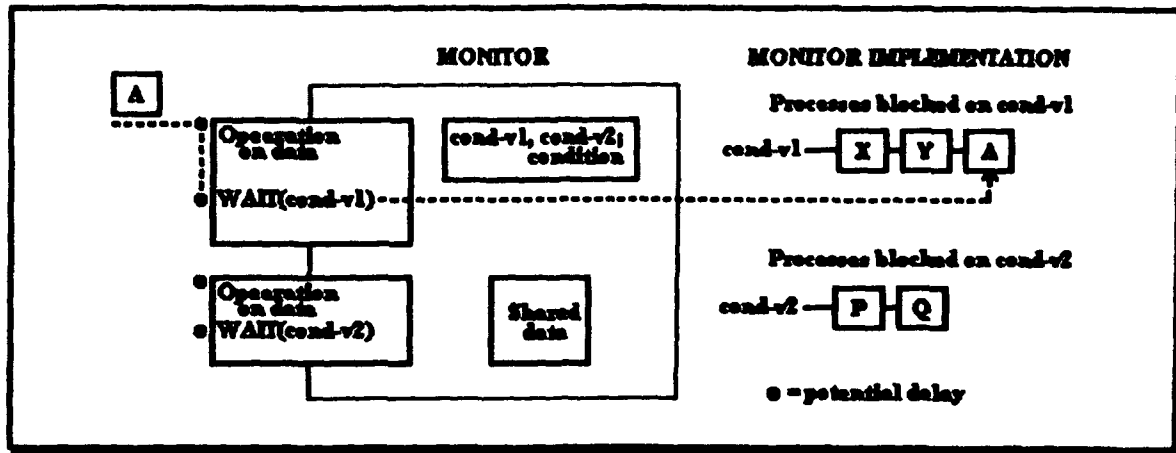 MONITOR
MONITOR IMPLEMENTATION
A
Operation
on data
WAIT(cond-v1)
cond-v1, cond-v2;
condition
Processes blocked on cond-v1
cond-v1
X
Y
A
Operation
on data
WAIT(cond-v2)
Shared
data
Processes blocked on cond-v2
cond-v2
P
Q
= potential delay